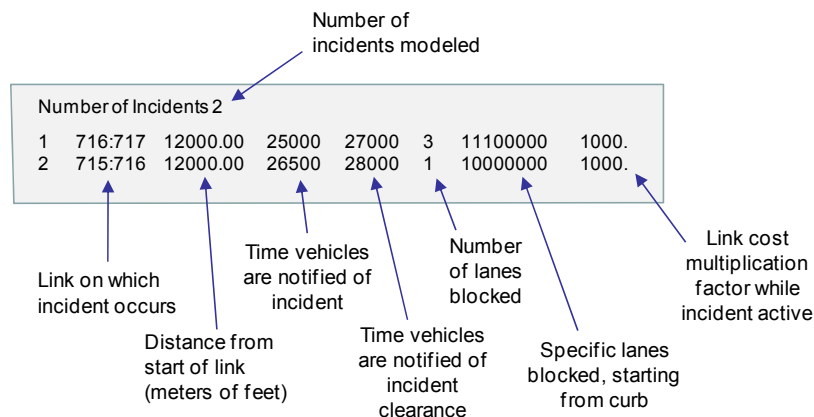 Number of
incidents modeled
Number of Incidents 2
1 716:717 12000.00 25000 27000 3 11100000 1000.
2 715:716 12000.00 26500 28000 1 10000000 1000.
Link on which
incident occurs
Distance from
start of link
(meters of feet)
Time vehicles
are notified of
incident
Time vehicles
are notified of
incident
clearance
Number
of lanes
blocked
Specific lanes
blocked, starting
from curb
Link cost
multiplication
factor while
incident active